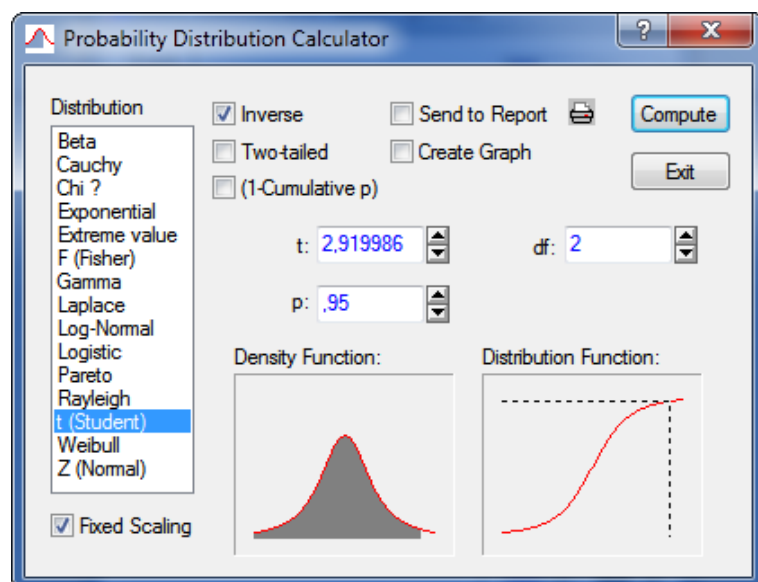 Probability Distribution Calculator
? X
Distribution
Beta
Cauchy
Chi ?
Exponential
Extreme value
F (Fisher)
Gamma
Laplace
Log-Normal
Logistic
Pareto
Rayleigh
t (Student)
Weibull
Z (Normal)
Fixed Scaling
Inverse
Two-tailed
(1-Cumulative p)
Send to Report
Create Graph
Compute
Exit
t: 2,919986
df: 2
p: ,95
Density Function:
Distribution Function: